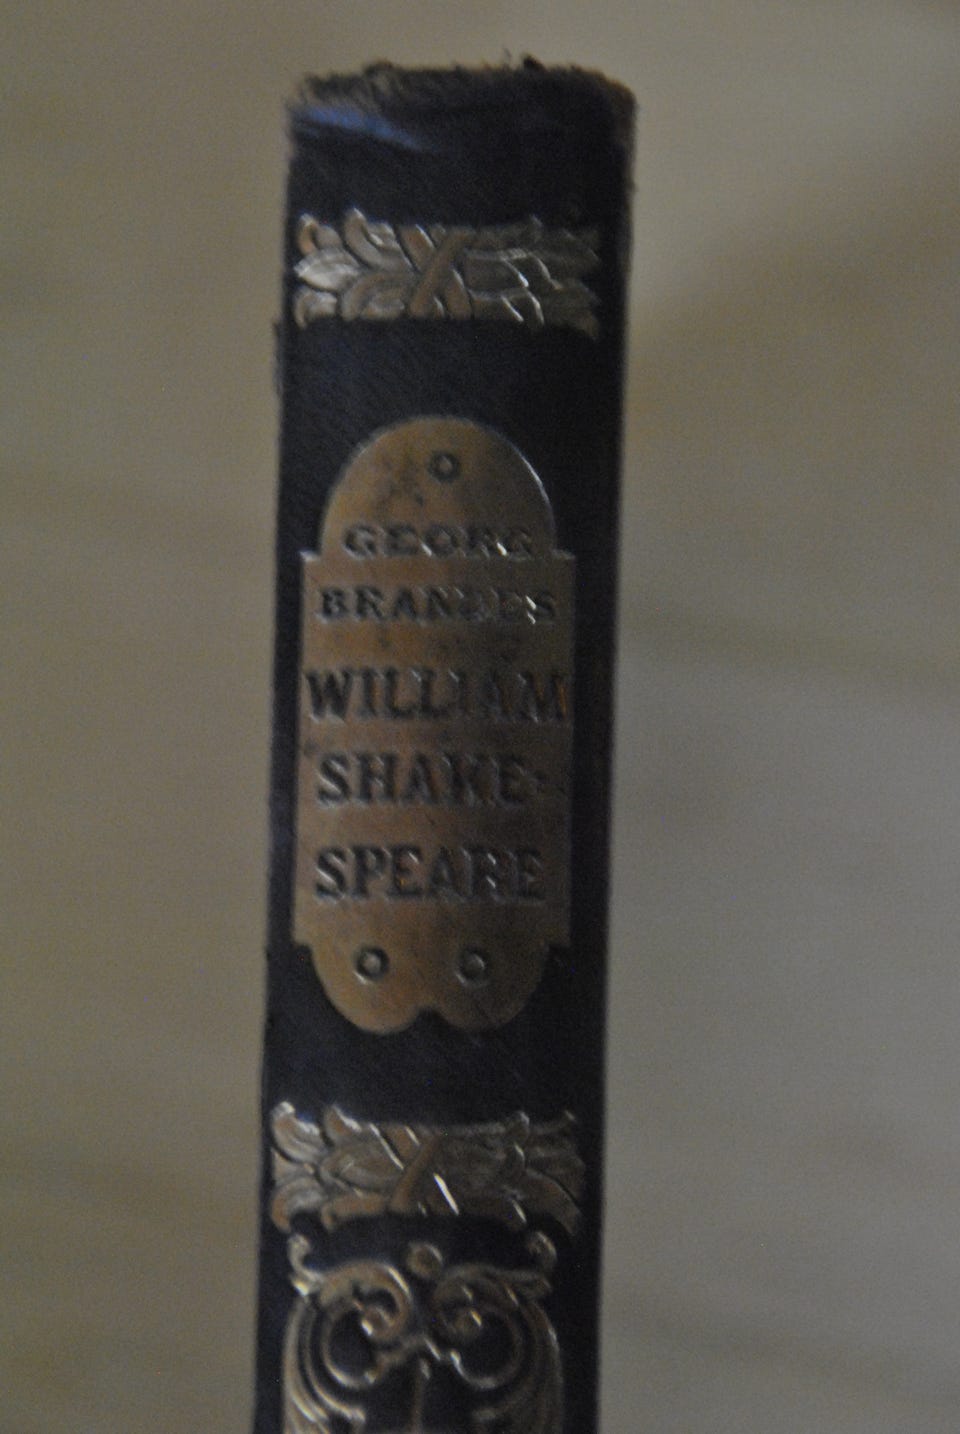 GEORG
BRANDES
WILLIAM
SHAKE-
SPEARE